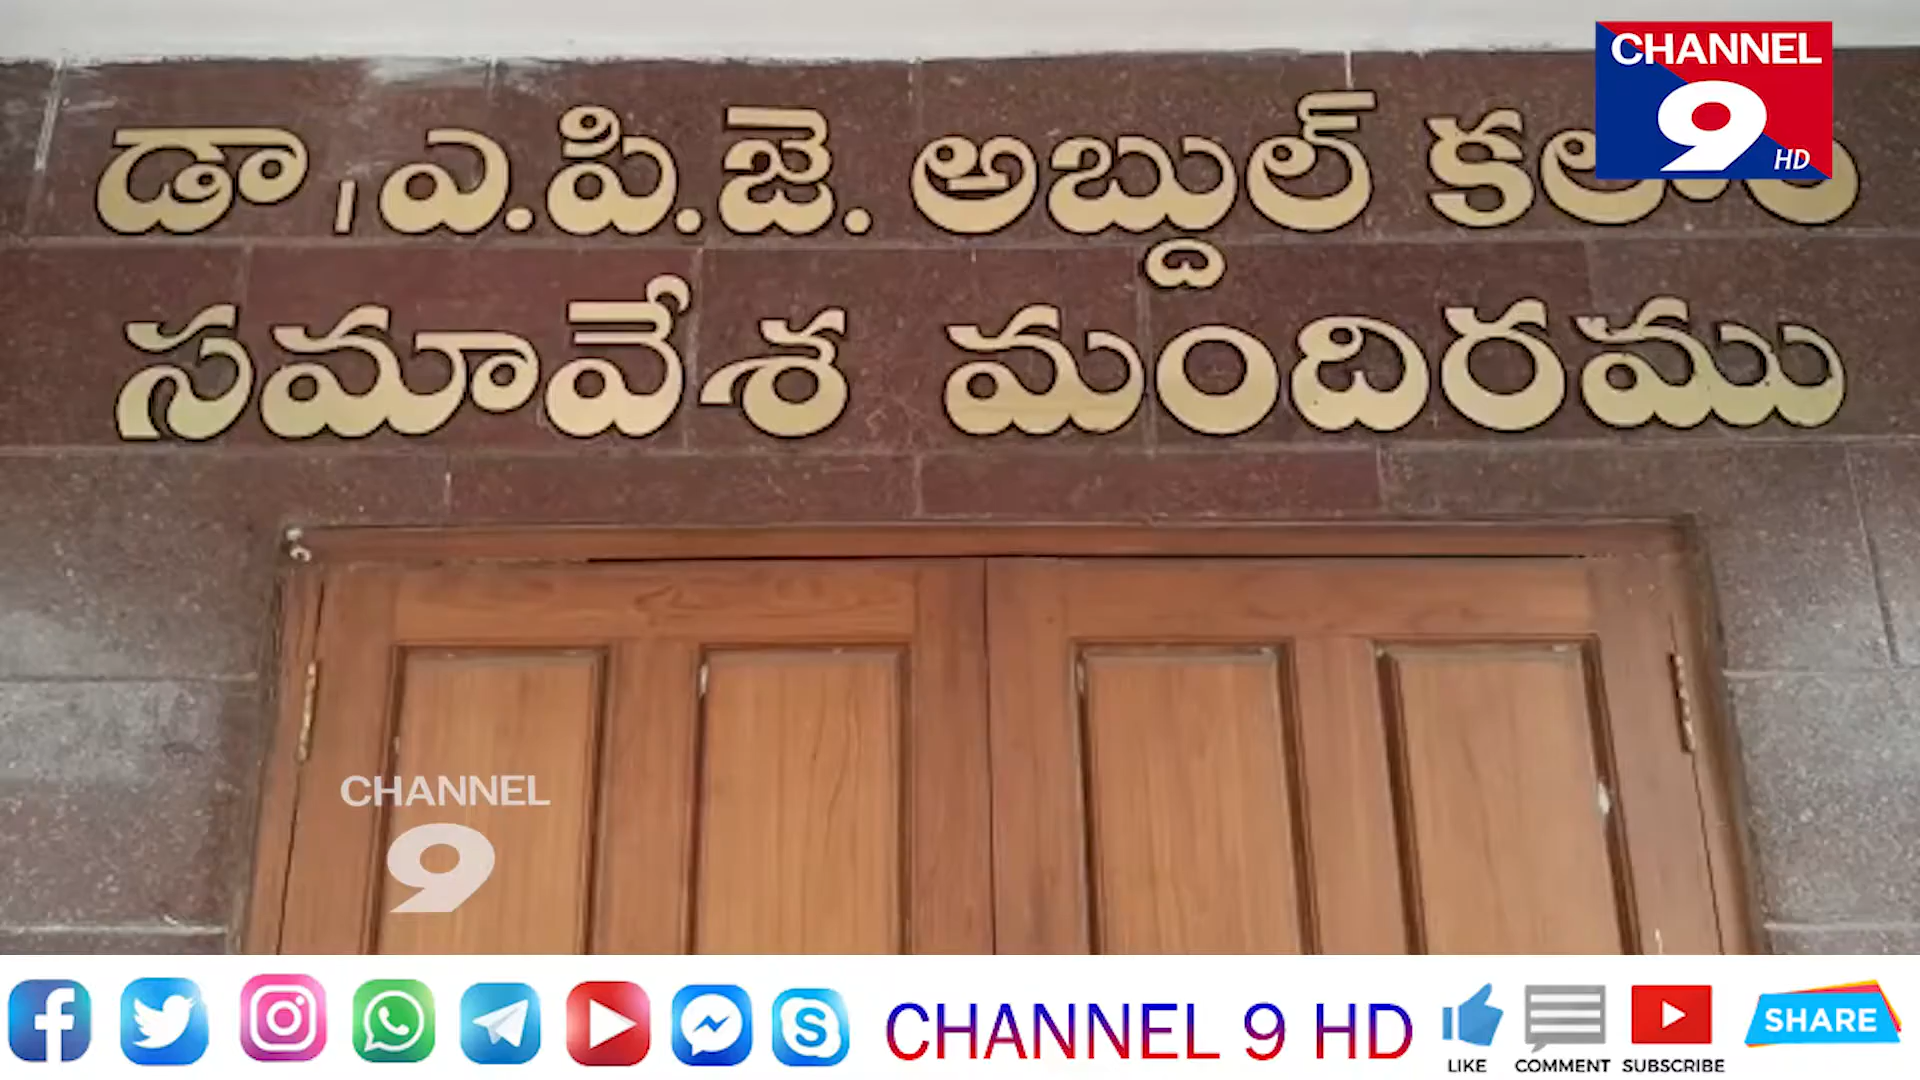 CHANNEL
9
HD
డా।ఎ.పి.జె. అబ్దుల్ కలాం
సమావేశ మందిరము
CHANNEL
9
CHANNEL 9 HD
LIKE
COMMENT
SUBSCRIBE
SHARE